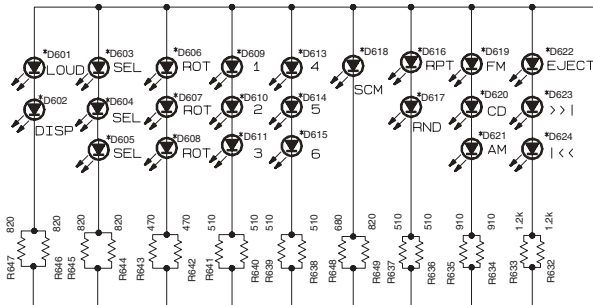 *D601 *D603 *D606 *D609 *D613 *D618 *D616 *D619 *D622
LOUD SEL ROT 1 4 SCM RPT FM EJECT
*D602 *D604 *D607 *D610 *D614 *D617 *D620 *D623
DISP SEL ROT 2 5 RND CD >>|
*D605 *D608 *D611 *D615 *D621 *D624
SEL ROT 3 6 AM |<<
820 820 820 820 470 470 510 510 510 510 680 820 510 510 910 910 1.2k 1.2k
R647 R646 R645 R644 R643 R642 R641 R640 R639 R638 R648 R649 R637 R636 R635 R634 R633 R632